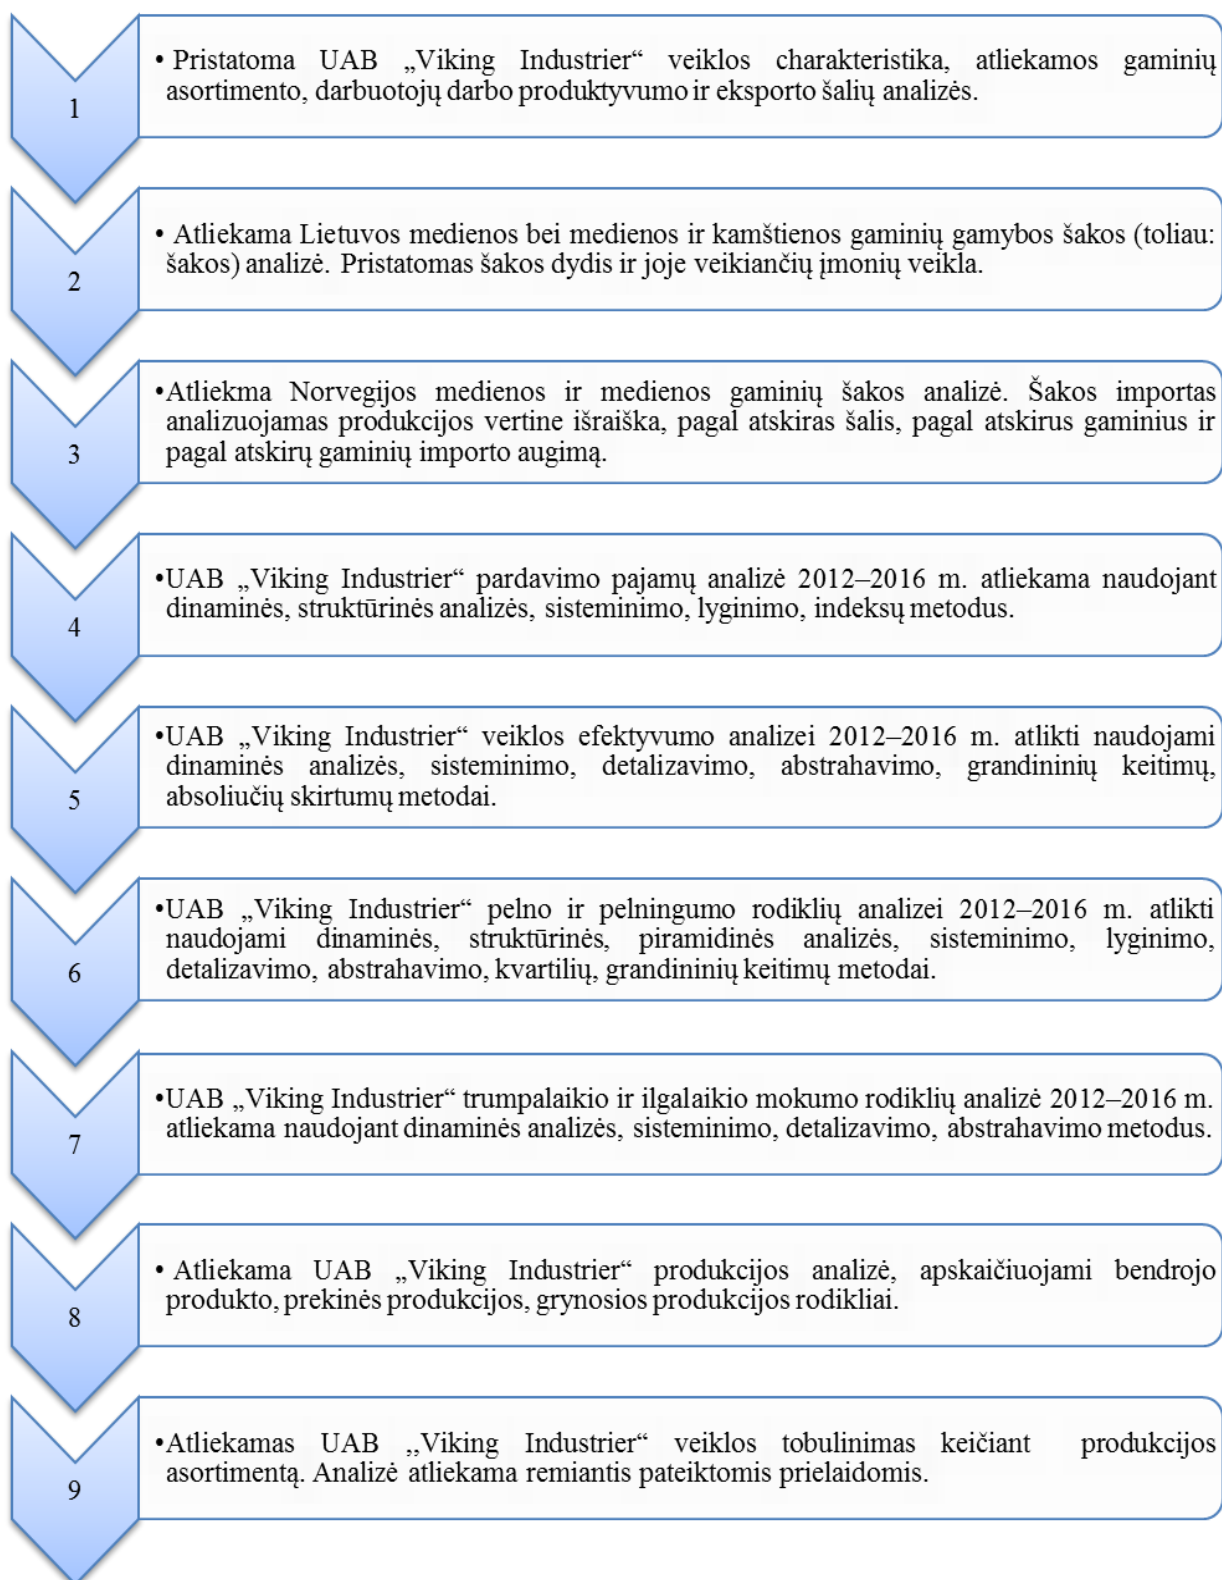 • Pristatoma UAB „Viking Industrier“ veiklos charakteristika, atliekamos gaminių
asortimento, darbuotojų darbo produktyvumo ir eksporto šalių analizės.
1
• Atliekama Lietuvos medienos bei medienos ir kamštienos gaminių gamybos šakos (toliau:
šakos) analizė. Pristatomas šakos dydis ir joje veikiančių įmonių veikla.
2
•Atliekma Norvegijos medienos ir medienos gaminių šakos analizė. Šakos importas
analizuojamas produkcijos vertine išraiška, pagal atskiras šalis, pagal atskirus gaminius ir
pagal atskirų gaminių importo augimą.
3
•UAB „Viking Industrier“ pardavimo pajamų analizė 2012–2016 m. atliekama naudojant
dinaminės, struktūrinės analizės, sisteminimo, lyginimo, indeksų metodus.
4
•UAB „Viking Industrier“ veiklos efektyvumo analizei 2012–2016 m. atlikti naudojami
dinaminės analizės, sisteminimo, detalizavimo, abstrahavimo, grandininių keitimų,
absoliučių skirtumų metodai.
5
•UAB „Viking Industrier“ pelno ir pelningumo rodiklių analizei 2012–2016 m. atlikti
naudojami dinaminės, struktūrinės, piramidinės analizės, sisteminimo, lyginimo,
detalizavimo, abstrahavimo, kvartilių, grandininių keitimų metodai.
6
•UAB „Viking Industrier“ trumpalaikio ir ilgalaikio mokumo rodiklių analizė 2012–2016 m.
atliekama naudojant dinaminės analizės, sisteminimo, detalizavimo, abstrahavimo metodus.
7
• Atliekama UAB „Viking Industrier“ produkcijos analizė, apskaičiuojami bendrojo
produkto, prekinės produkcijos, grynosios produkcijos rodikliai.
8
•Atliekamas UAB ,,Viking Industrier“ veiklos tobulinimas keičiant produkcijos
asortimentą. Analizė atliekama remiantis pateiktomis prielaidomis.
9